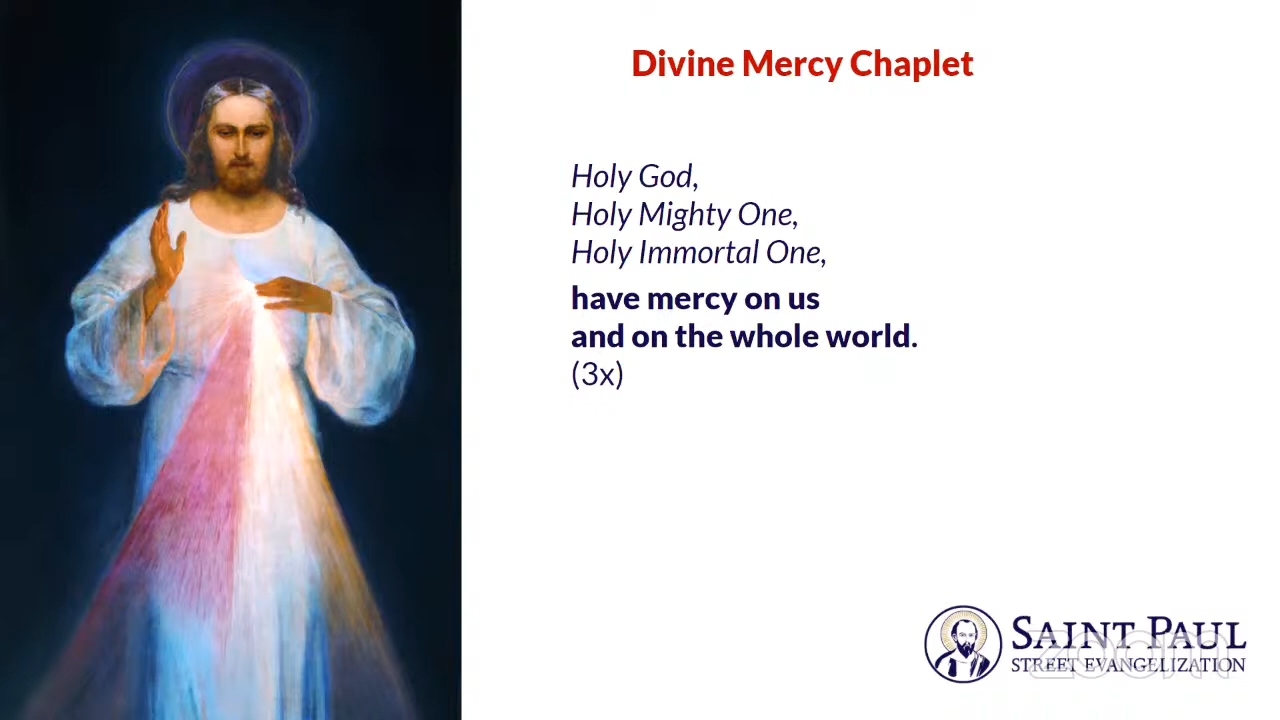 Divine Mercy Chaplet
Holy God,
Holy Mighty One,
Holy Immortal One,
have mercy on us
and on the whole world.
(3x)
SAINT PAUL
STREET EVANGELIZATION
zoom